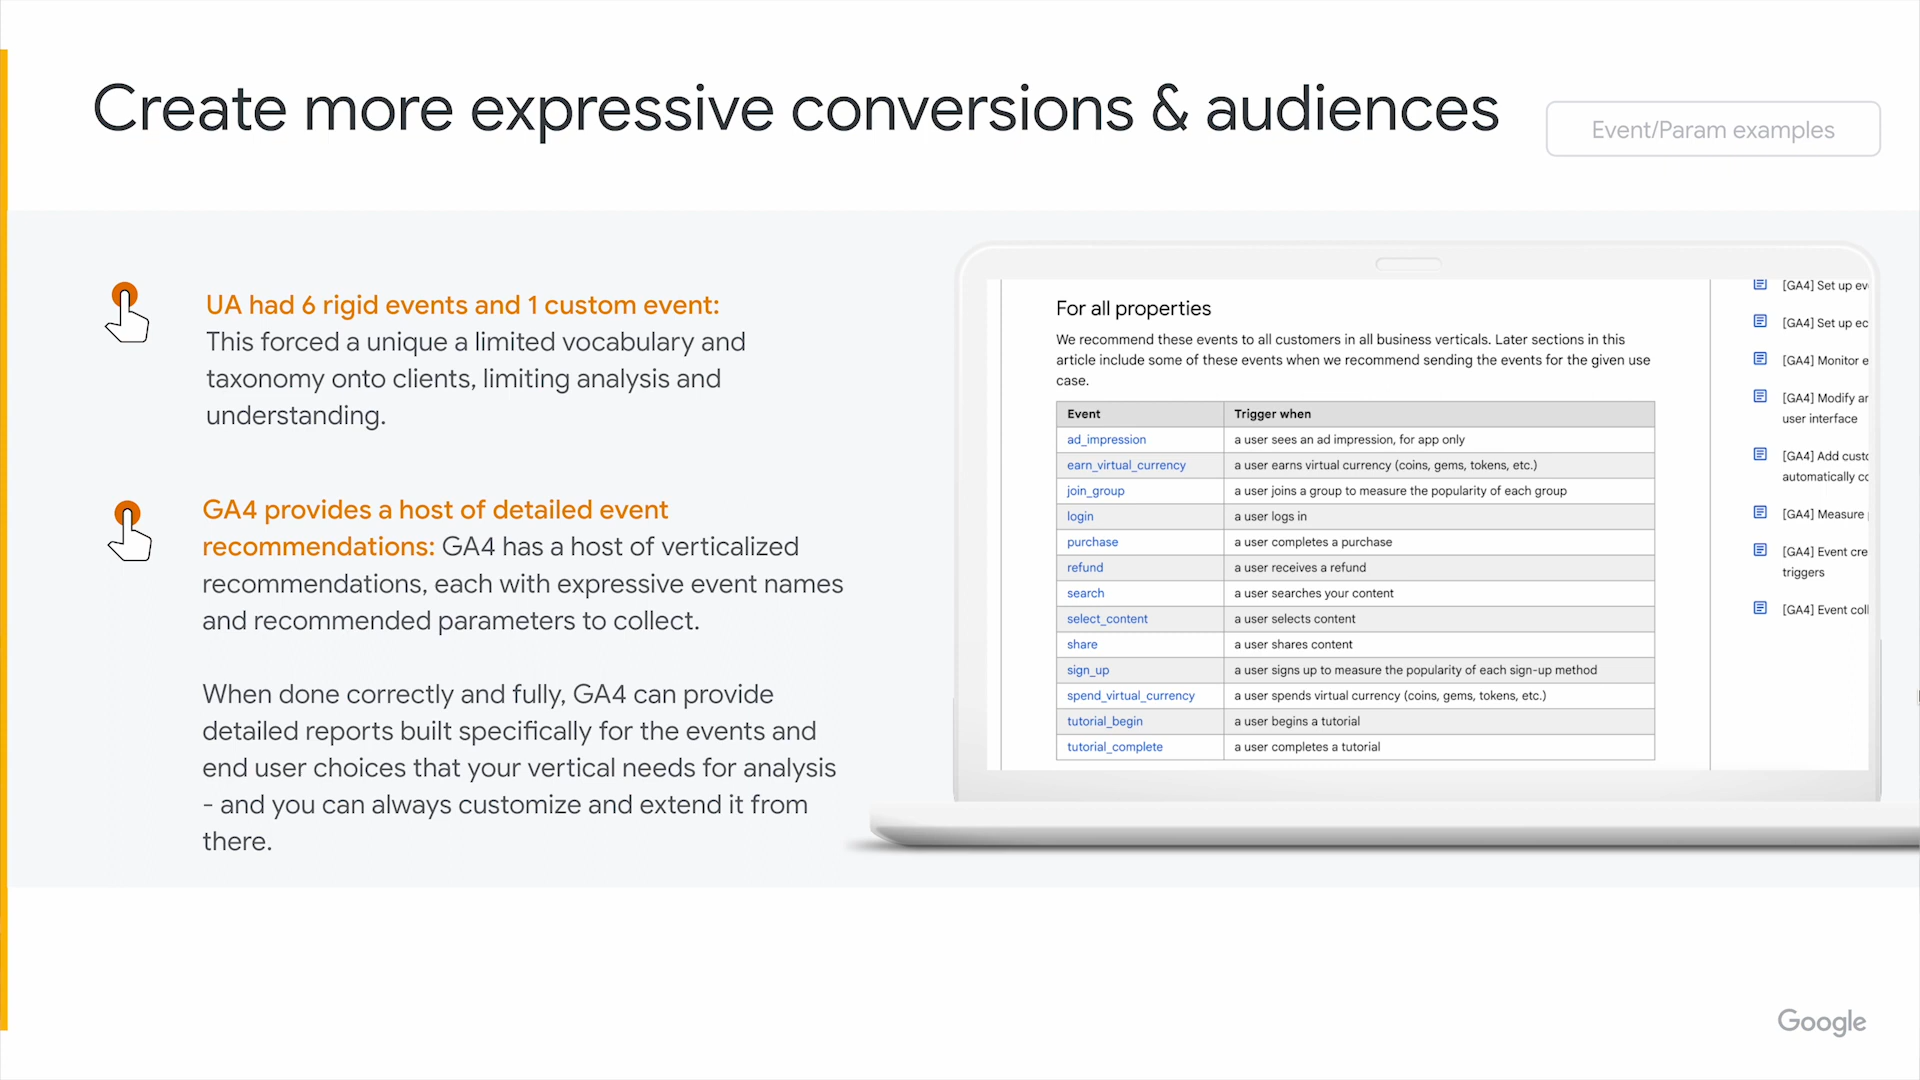 Create more expressive conversions & audiences
Event/Param examples
UA had 6 rigid events and 1 custom event:
This forced a unique a limited vocabulary and
taxonomy onto clients, limiting analysis and
understanding.
GA4 provides a host of detailed event
recommendations: GA4 has a host of verticalized
recommendations, each with expressive event names
and recommended parameters to collect.
When done correctly and fully, GA4 can provide
detailed reports built specifically for the events and
end user choices that your vertical needs for analysis
- and you can always customize and extend it from
there.
For all properties
We recommend these events to all customers in all business verticals. Later sections in this
article include some of these events when we recommend sending the events for the given use
case.
Event Trigger when
ad_impression a user sees an ad impression, for app only
earn_virtual_currency a user earns virtual currency (coins, gems, tokens, etc.)
join_group a user joins a group to measure the popularity of each group
login a user logs in
purchase a user completes a purchase
refund a user receives a refund
search a user searches your content
select_content a user selects content
share a user shares content
sign_up a user signs up to measure the popularity of each sign-up method
spend_virtual_currency a user spends virtual currency (coins, gems, tokens, etc.)
tutorial_begin a user begins a tutorial
tutorial_complete a user completes a tutorial
[GA4] Set up ev
[GA4] Set up ec
[GA4] Monitor e
[GA4] Modify ar
user interface
[GA4] Add custo
automatically co
[GA4] Measure
[GA4] Event cre
triggers
[GA4] Event coll
Google